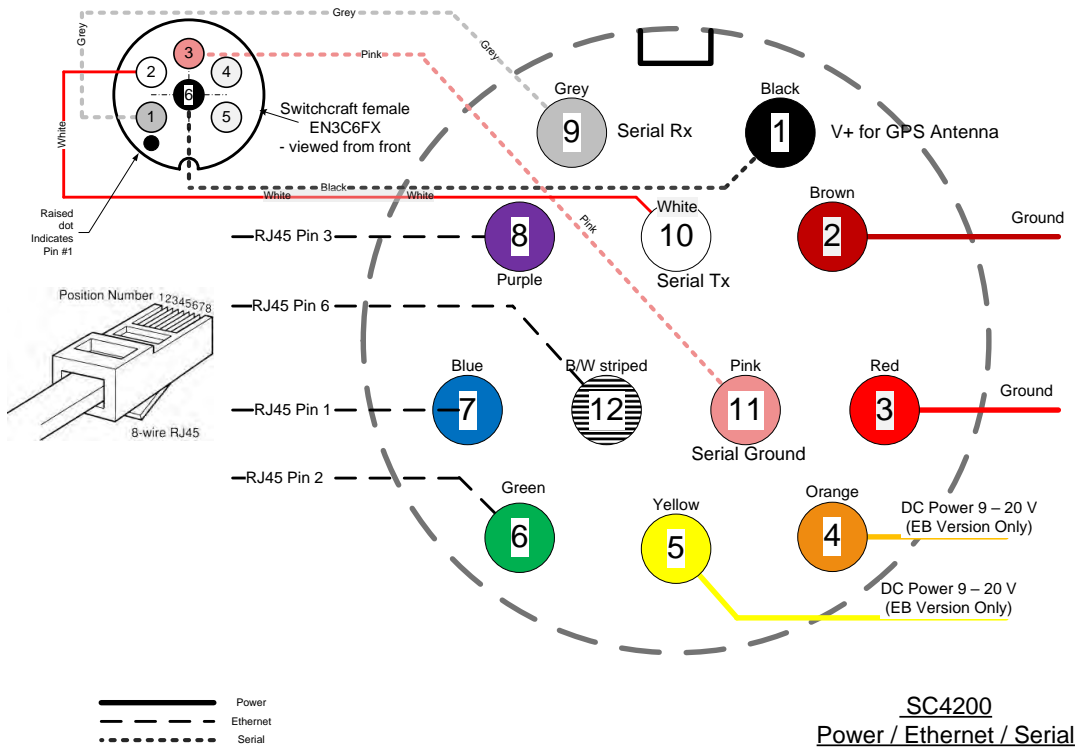 Grey
Grey
Grey
Pink
3
2
4
6
1
5
White
Switchcraft female
EN3C6FX
- viewed from front
Raised
dot
Indicates
Pin #1
Black
White
White
Pink
Grey
9
Serial Rx
Black
1
V+ for GPS Antenna
White
10
Serial Tx
Brown
2
Ground
RJ45 Pin 3
8
Purple
RJ45 Pin 6
Position Number 12345678
8-wire RJ45
Blue
7
RJ45 Pin 1
B/W striped
12
Pink
11
Serial Ground
Red
3
Ground
RJ45 Pin 2
Green
6
Yellow
5
Orange
4
DC Power 9 – 20 V
(EB Version Only)
DC Power 9 – 20 V
(EB Version Only)
Power
Ethernet
Serial
SC4200
Power / Ethernet / Serial